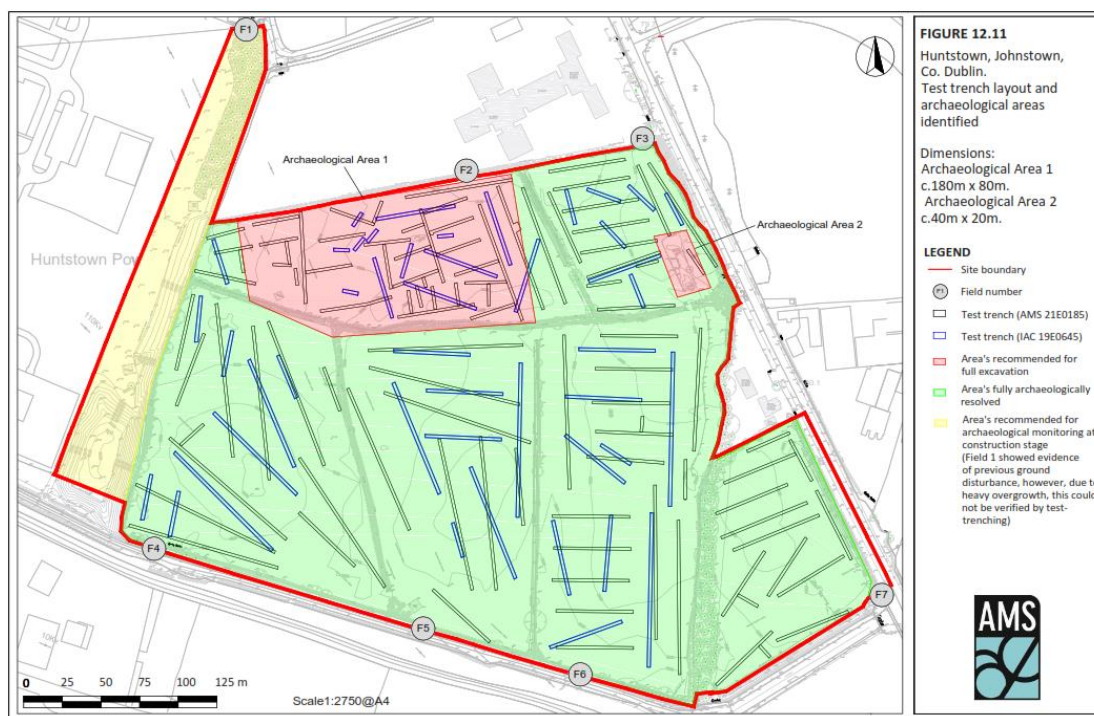 F1
FIGURE 12.11
Huntstown, Johnstown,
Co. Dublin.
Test trench layout and
archaeological areas
identified
Dimensions:
Archaeological Area 1
c.180m x 80m.
Archaeological Area 2
c.40m x 20m.
LEGEND
Site boundary
F1 Field number
Test trench (AMS 21E0185)
Test trench (IAC 19E0645)
Area's recommended for
full excavation
Area's fully archaeologically
resolved
Area's recommended for
archaeological monitoring at
construction stage
(Field 1 showed evidence
of previous ground
disturbance, however, due to
heavy overgrowth, this could
not be verified by test-
trenching)
AMS
F3
Archaeological Area 1
F2
Archaeological Area 2
Huntstown
110Kv
F4
F7
F5
F6
0 25 50 75 100 125 m
Scale1:2750@A4